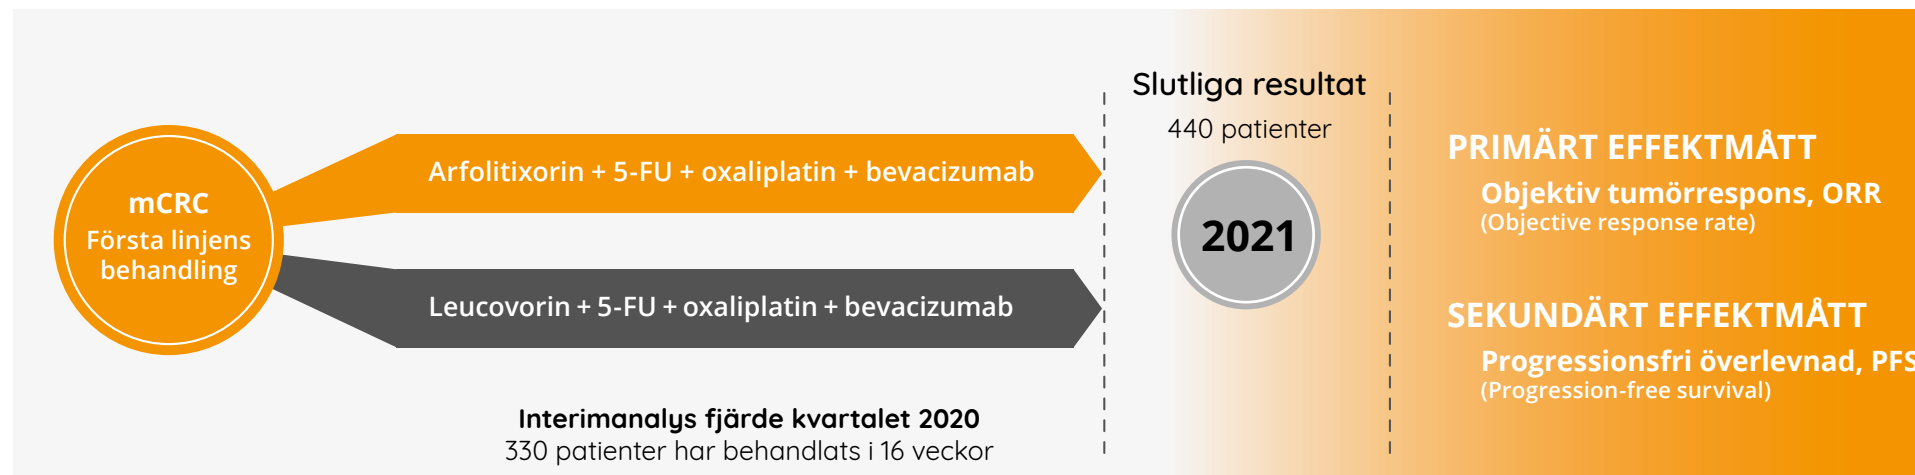 mCRC
Första linjens
behandling
Arfolitixorin + 5-FU + oxaliplatin + bevacizumab
Leucovorin + 5-FU + oxaliplatin + bevacizumab
Interimanalys fjärde kvartalet 2020
330 patienter har behandlats i 16 veckor
Slutliga resultat
440 patienter
2021
PRIMÄRT EFFEKTMÅTT
Objektiv tumörrespons, ORR
(Objective response rate)
SEKUNDÄRT EFFEKTMÅTT
Progressionsfri överlevnad, PFS
(Progression-free survival)